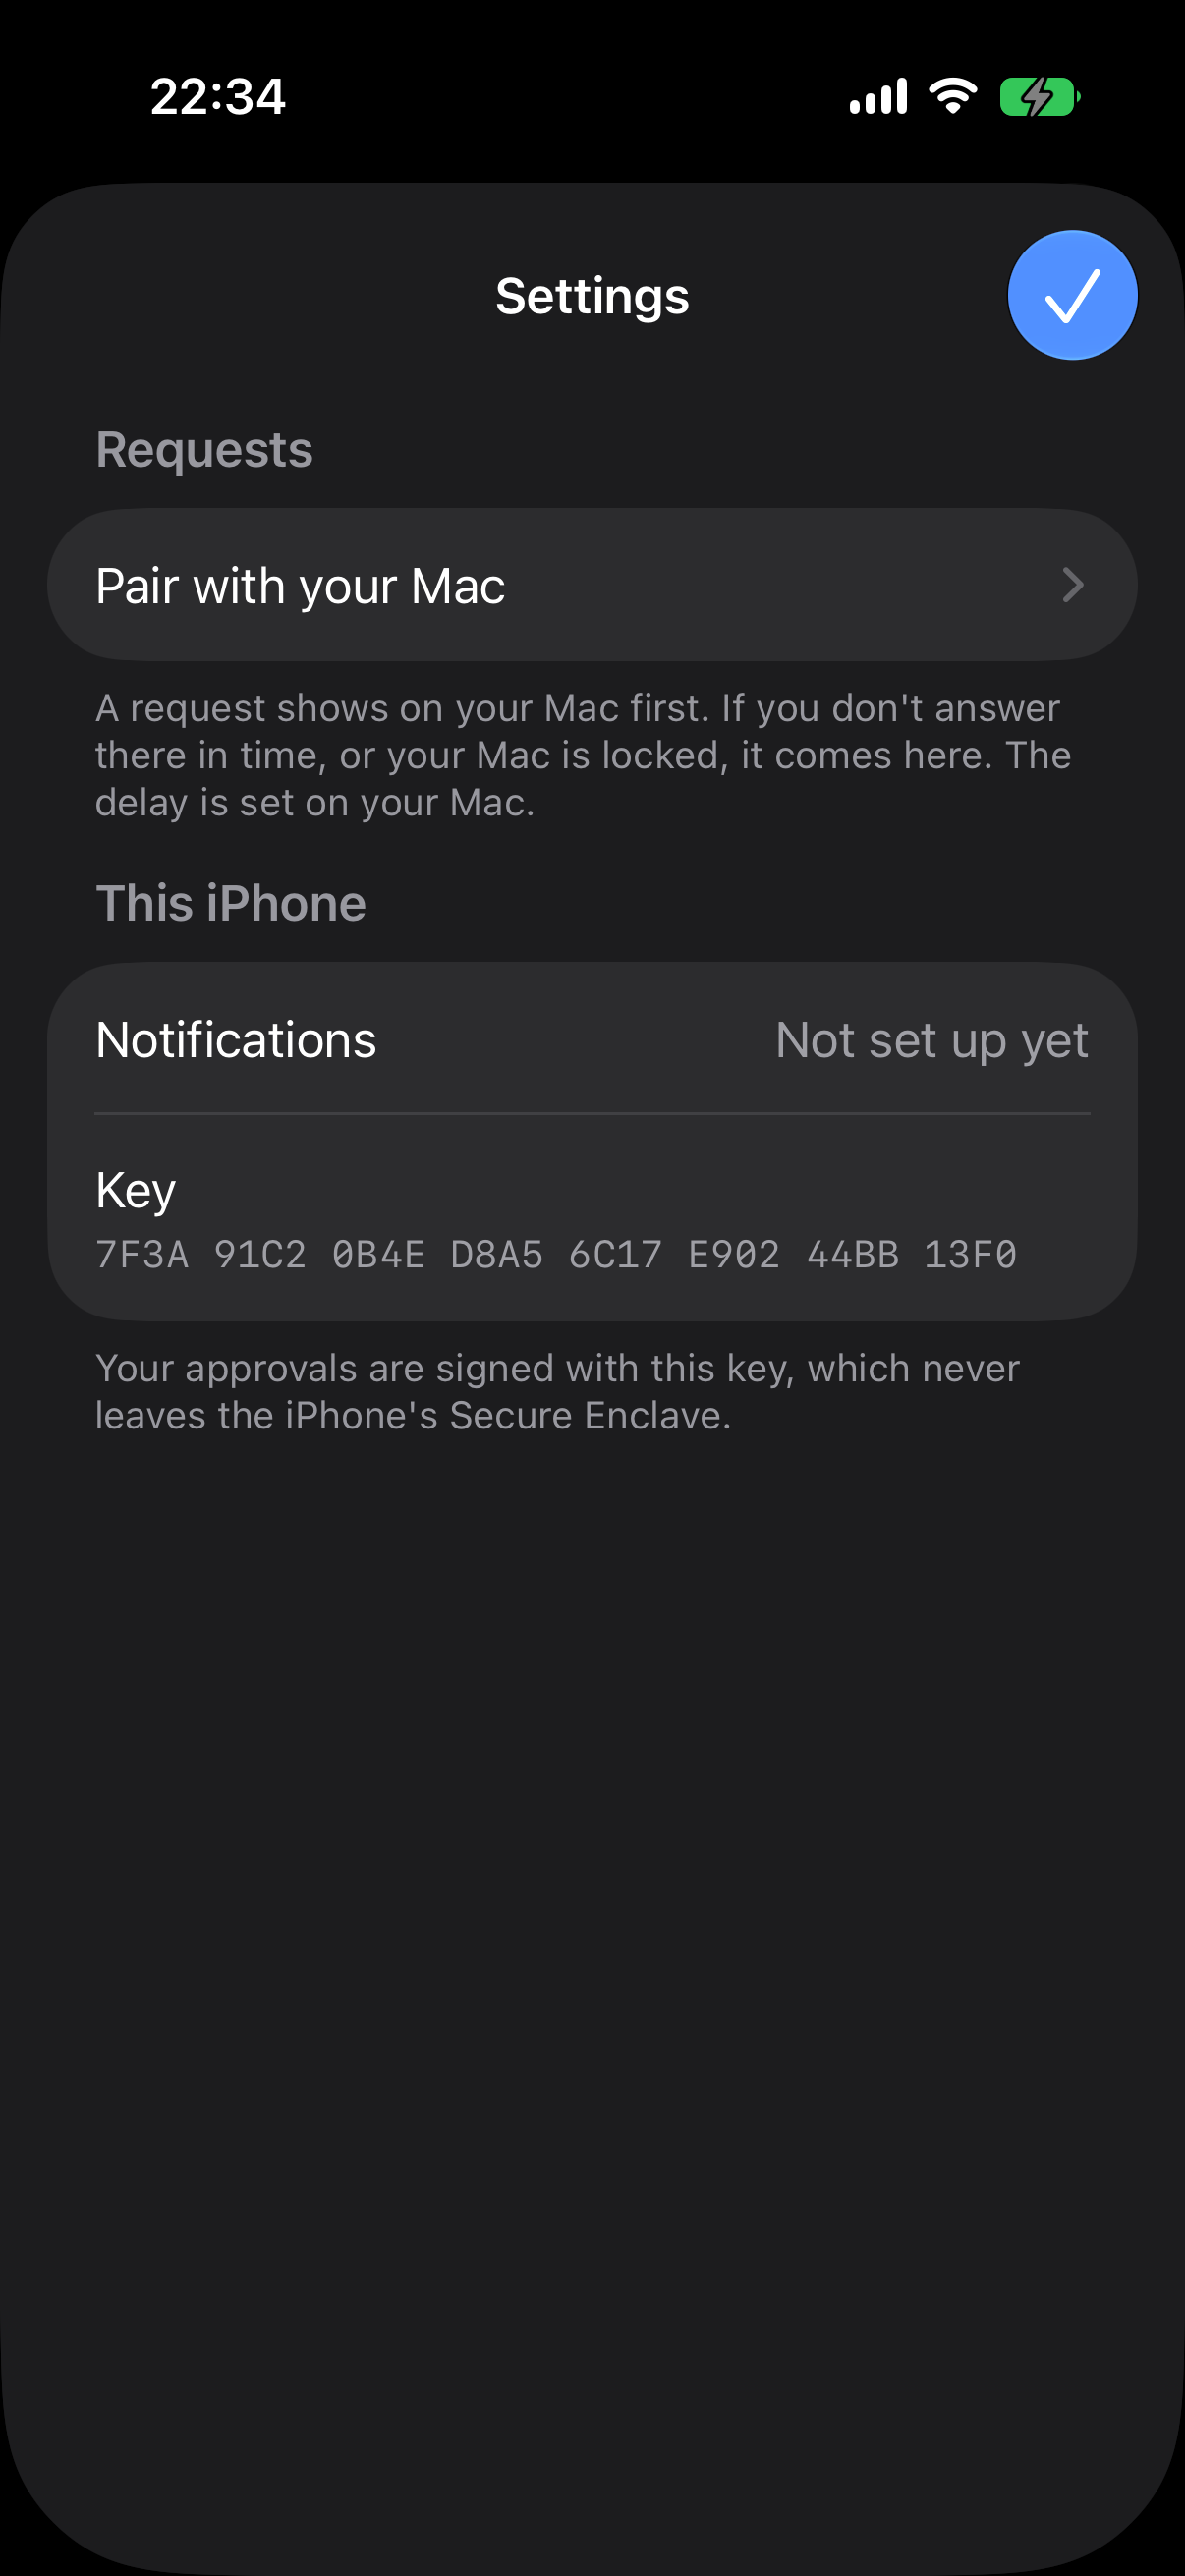 22:34
Settings
Requests
Pair with your Mac
A request shows on your Mac first. If you don't answer
there in time, or your Mac is locked, it comes here. The
delay is set on your Mac.
This iPhone
Notifications Not set up yet
Key
7F3A 91C2 0B4E D8A5 6C17 E902 44BB 13F0
Your approvals are signed with this key, which never
leaves the iPhone's Secure Enclave.